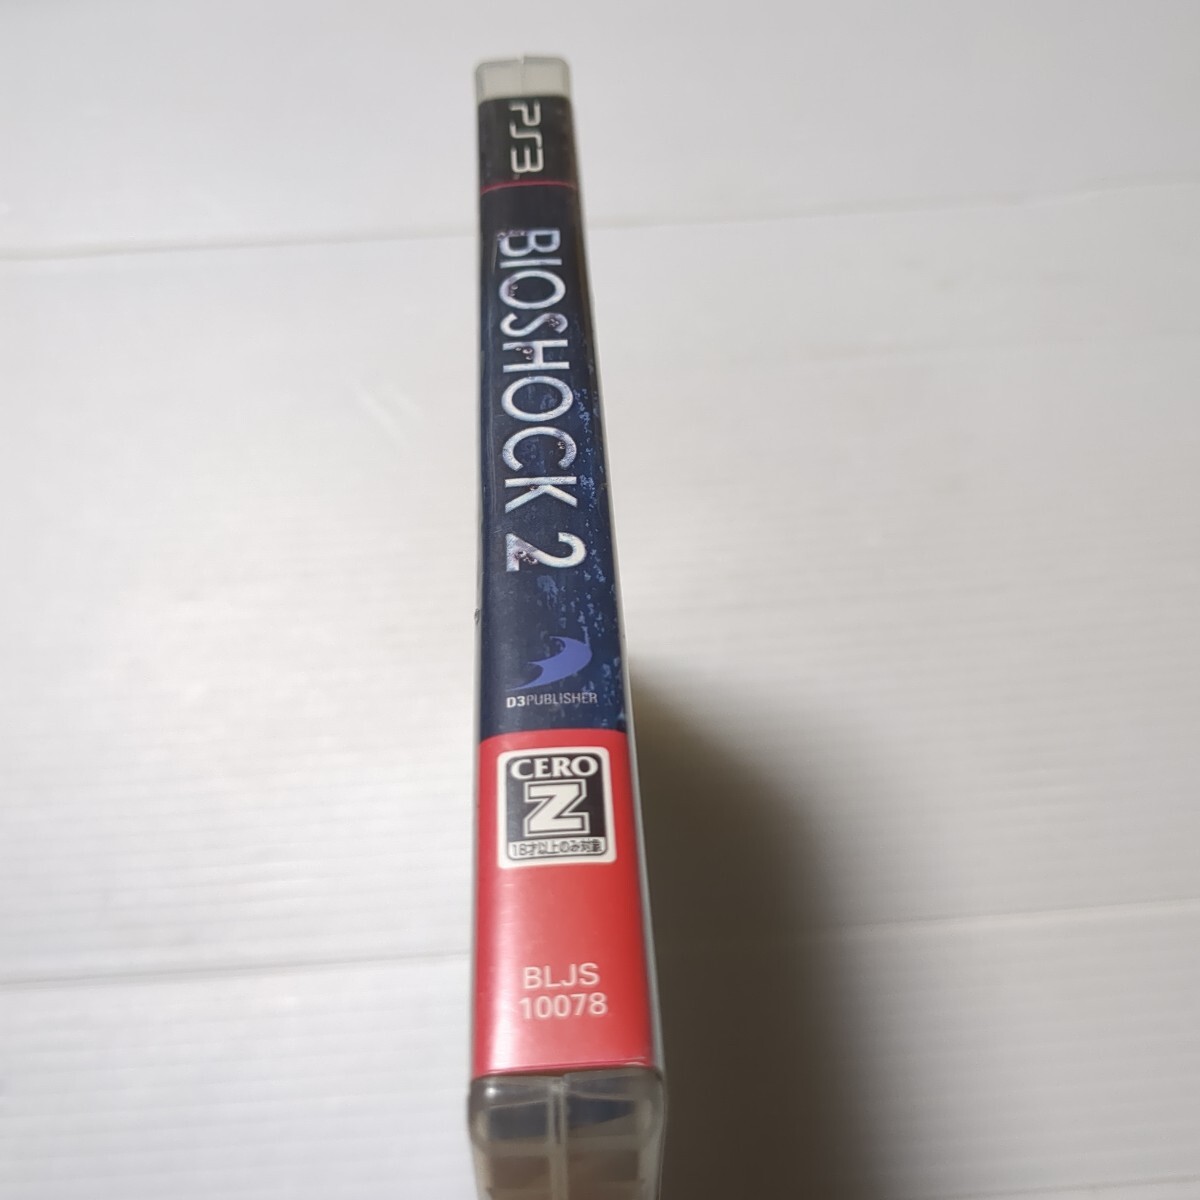 PS3
BIOSHOCK 2
D3PUBLISHER
CERO
Z
18才以上のみ対象
BLJS
10078